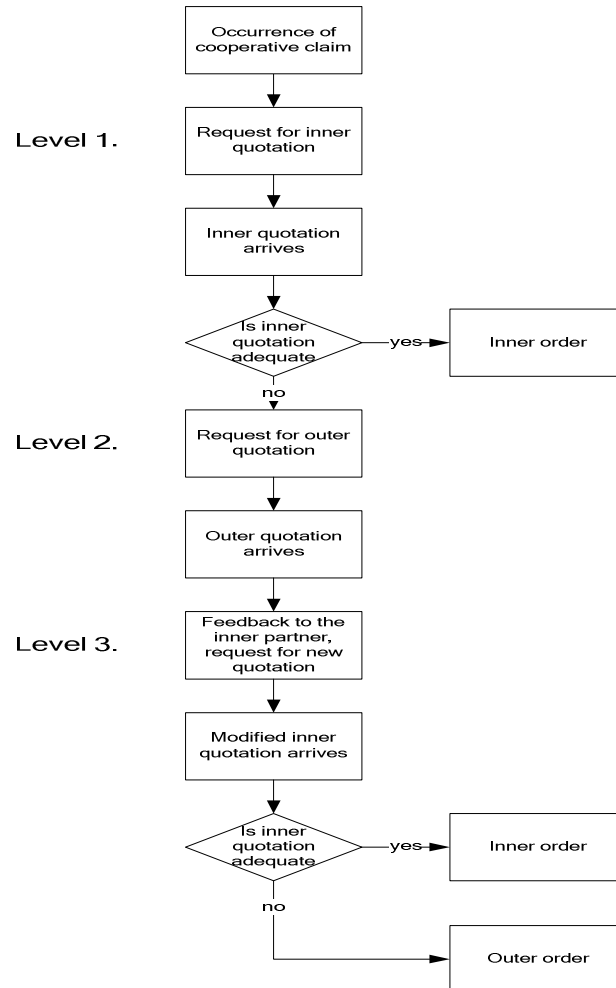 Occurrence of
cooperative claim
Level 1.
Request for inner
quotation
Inner quotation
arrives
Is inner
quotation
adequate
yes
Inner order
no
Level 2.
Request for outer
quotation
Outer quotation
arrives
Level 3.
Feedback to the
inner partner,
request for new
quotation
Modified inner
quotation arrives
Is inner
quotation
adequate
yes
Inner order
no
Outer order